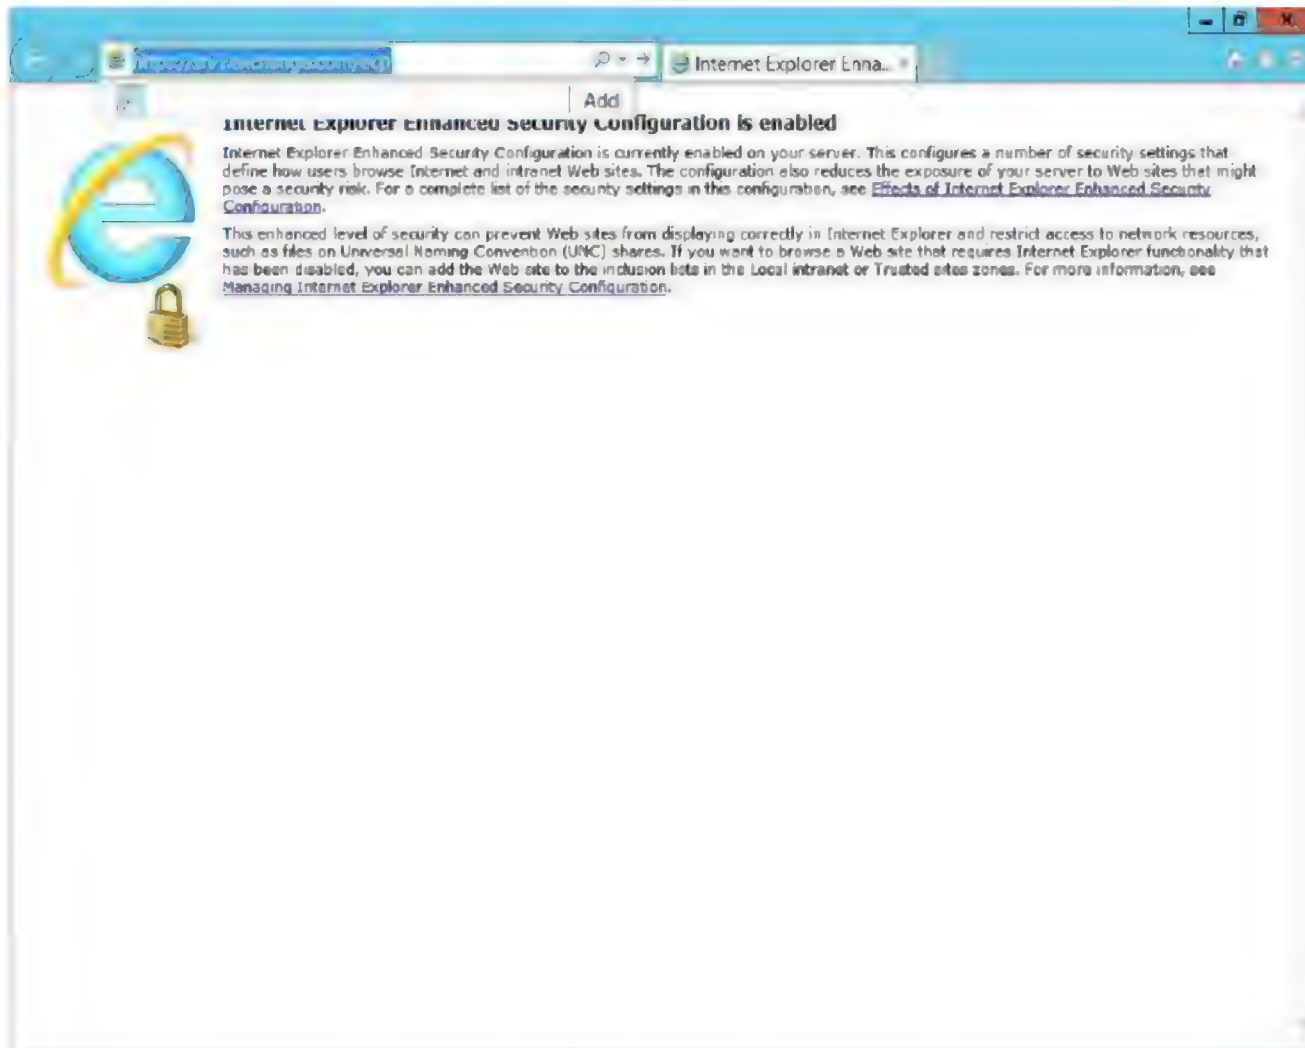 Internet Explorer Enha...
Add
Internet Explorer Enhanced Security Configuration is enabled
Internet Explorer Enhanced Security Configuration is currently enabled on your server. This configures a number of security settings that
define how users browse Internet and intranet Web sites. The configuration also reduces the exposure of your server to Web sites that might
pose a security risk. For a complete list of the security settings in this configuration, see Effects of Internet Explorer Enhanced Security
Configuration.
This enhanced level of security can prevent Web sites from displaying correctly in Internet Explorer and restrict access to network resources,
such as files on Universal Naming Convention (UNC) shares. If you want to browse a Web site that requires Internet Explorer functionality that
has been disabled, you can add the Web site to the inclusion lists in the Local intranet or Trusted sites zones. For more information, see
Managing Internet Explorer Enhanced Security Configuration.